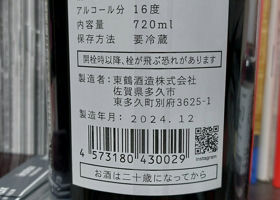 アルコール分 16度
内容量 720ml
保存方法 要冷蔵
開栓時以降、栓が飛ぶ恐れがあります
製造者：東鶴酒造株式会社
佐賀県多久市
東多久町別府3625-1
製造年月：2024.12
4 573180 430029
Instagram
お酒は二十歳になってから